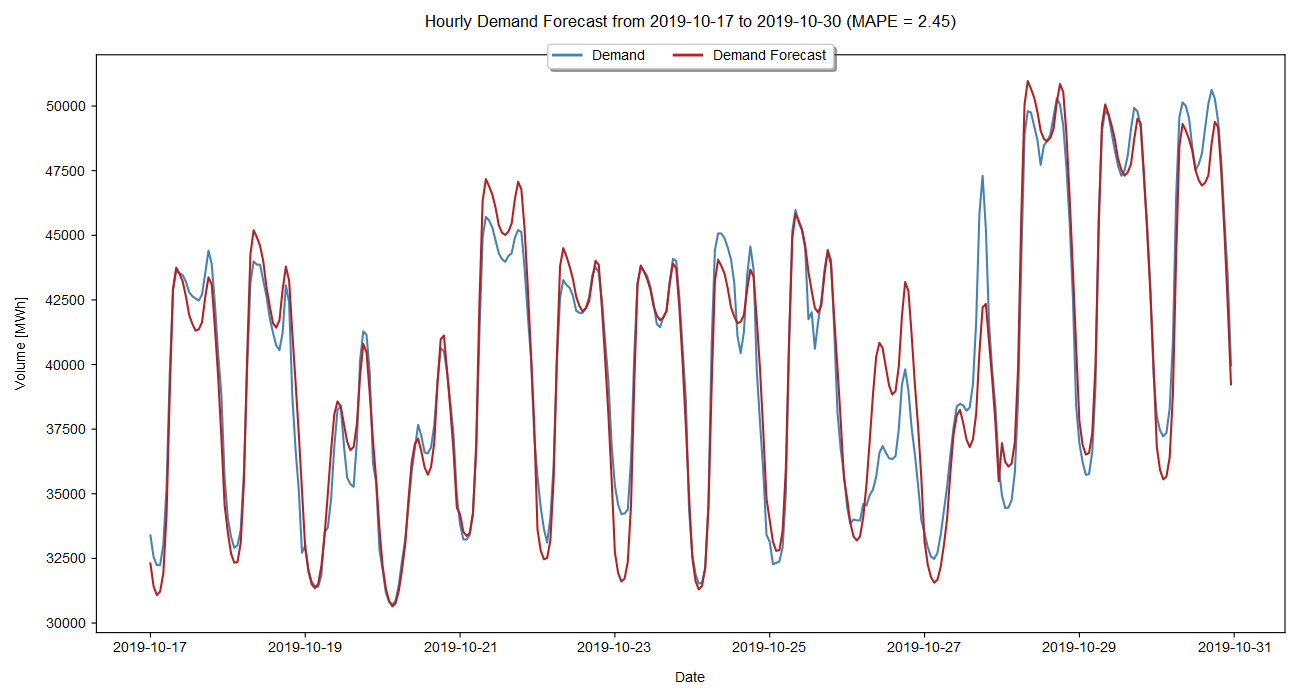 Hourly Demand Forecast from 2019-10-17 to 2019-10-30 (MAPE = 2.45)
Demand Demand Forecast
50000
47500
45000
42500
40000
37500
35000
32500
30000
Volume [MWh]
2019-10-17 2019-10-19 2019-10-21 2019-10-23 2019-10-25 2019-10-27 2019-10-29 2019-10-31
Date